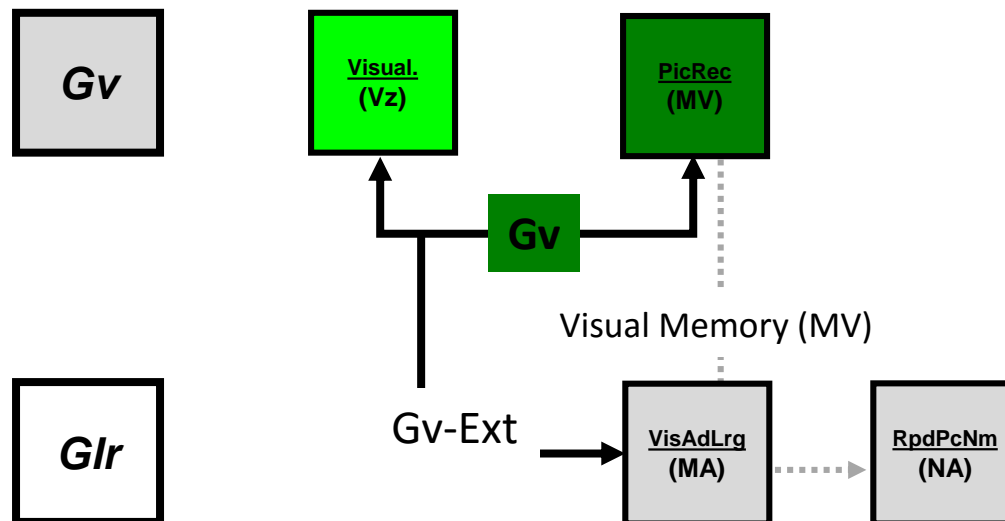 Gv
Visual.
(Vz)
PicRec
(MV)
Gv
Visual Memory (MV)
Glr
Gv-Ext
VisAdLrg
(MA)
RpdPcNm
(NA)